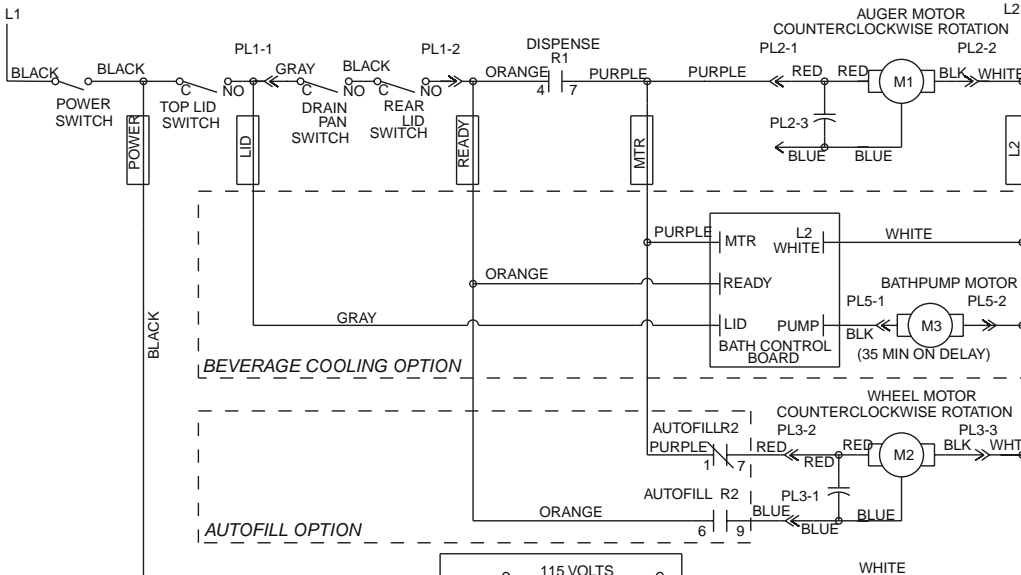 L1
AUGER MOTOR
L2
COUNTERCLOCKWISE ROTATION
DISPENSE
R1
PL1-1
PL1-2
PL2-1
PL2-2
BLACK
BLACK
GRAY
BLACK
ORANGE
4
7
PURPLE
PURPLE
RED
RED
M1
BLK
WHITE
POWER
SWITCH
C
NO
TOP LID
SWITCH
C
NO
DRAIN
PAN
SWITCH
C
NO
REAR
LID
SWITCH
PL2-3
BLUE
BLUE
POWER
LID
READY
MTR
L2
PURPLE
MTR
L2
WHITE
WHITE
ORANGE
READY
BATHPUMP MOTOR
PL5-1
PL5-2
GRAY
LID
PUMP
BLK
M3
BATH CONTROL
BOARD
(35 MIN ON DELAY)
BLACK
BEVERAGE COOLING OPTION
WHEEL MOTOR
COUNTERCLOCKWISE ROTATION
AUTOFILLR2
PL3-2
PL3-3
PURPLE
1
7
RED
RED
RED
M2
BLK
WHT
AUTOFILL R2
PL3-1
ORANGE
6
9
BLUE
BLUE
BLUE
AUTOFILL OPTION
115 VOLTS
WHITE